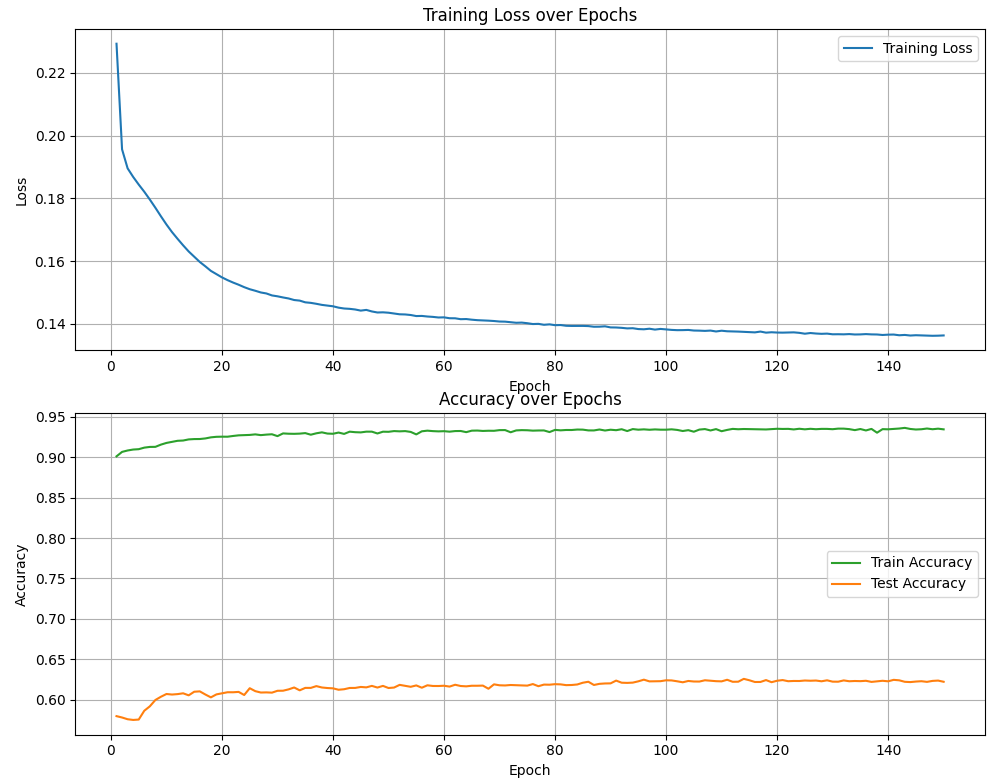 Training Loss over Epochs
Training Loss
0.22
0.20
0.18
0.16
0.14
Loss
0 20 40 60 80 100 120 140
Epoch
Accuracy over Epochs
0.95
0.90
0.85
0.80
0.75
0.70
0.65
0.60
Accuracy
Train Accuracy
Test Accuracy
0 20 40 60 80 100 120 140
Epoch